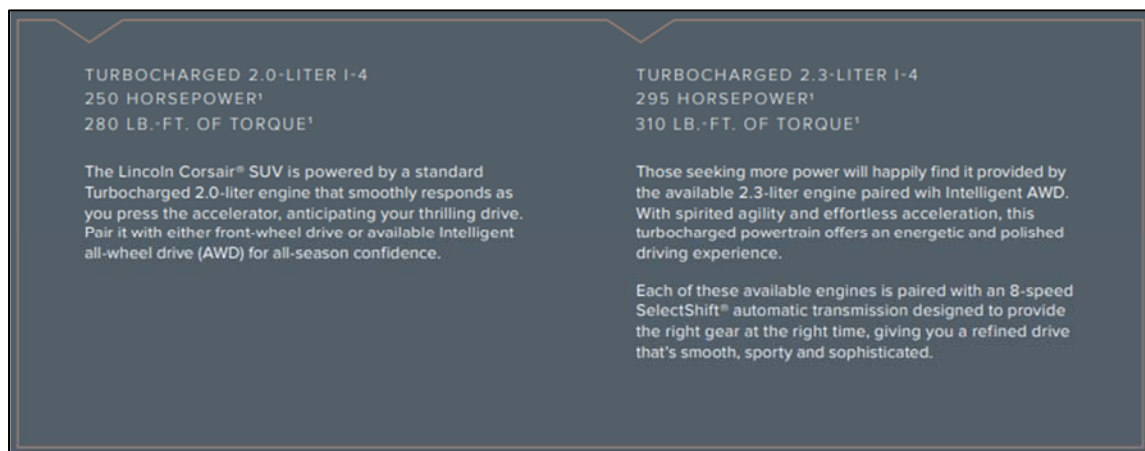 TURBOCHARGED 2.0-LITER I-4
250 HORSEPOWER¹
280 LB.-FT. OF TORQUE¹
The Lincoln Corsair® SUV is powered by a standard
Turbocharged 2.0-liter engine that smoothly responds as
you press the accelerator, anticipating your thrilling drive.
Pair it with either front-wheel drive or available Intelligent
all-wheel drive (AWD) for all-season confidence.
TURBOCHARGED 2.3-LITER I-4
295 HORSEPOWER¹
310 LB.-FT. OF TORQUE¹
Those seeking more power will happily find it provided by
the available 2.3-liter engine paired wih Intelligent AWD.
With spirited agility and effortless acceleration, this
turbocharged powertrain offers an energetic and polished
driving experience.
Each of these available engines is paired with an 8-speed
SelectShift® automatic transmission designed to provide
the right gear at the right time, giving you a refined drive
that's smooth, sporty and sophisticated.